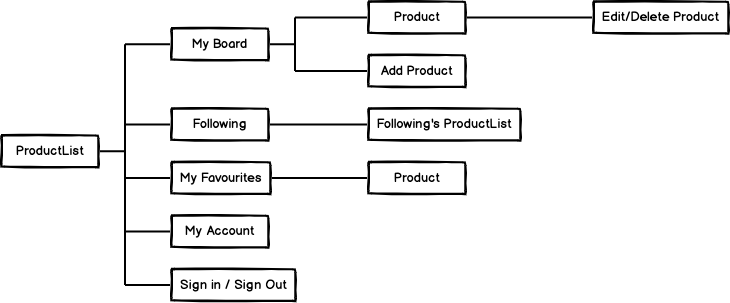 ProductList
My Board
Product
Edit/Delete Product
Add Product
Following
Following's ProductList
My Favourites
Product
My Account
Sign in / Sign Out